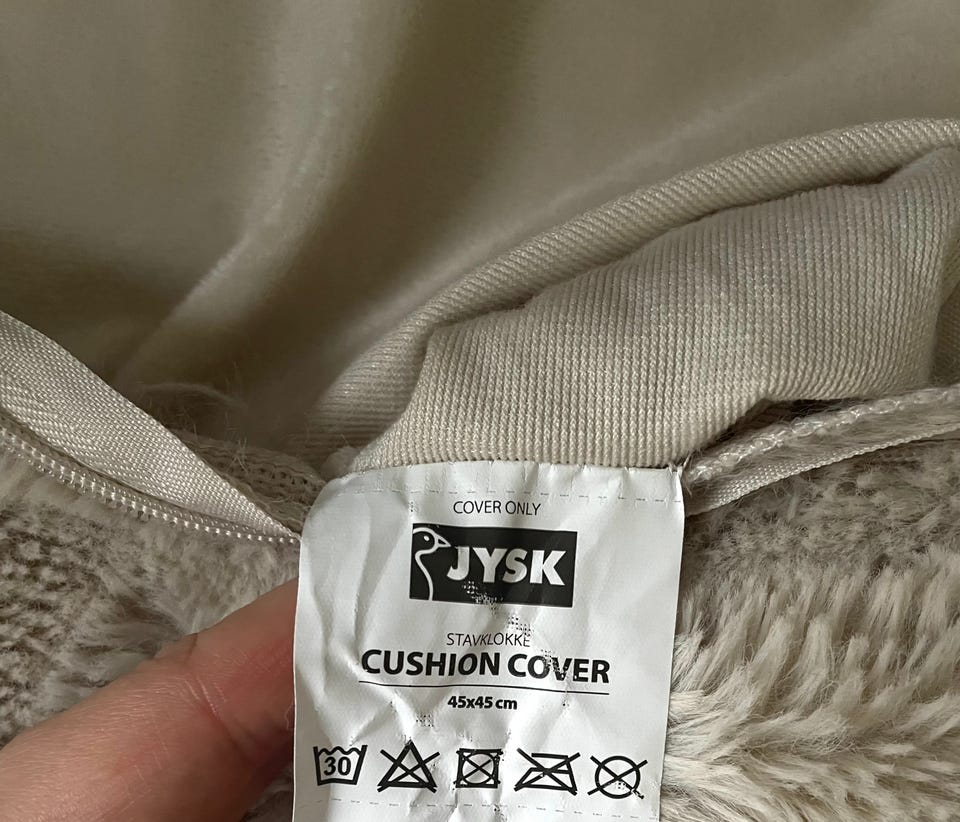 COVER ONLY
JYSK
STAVKLOKKE
CUSHION COVER
45x45 cm
30